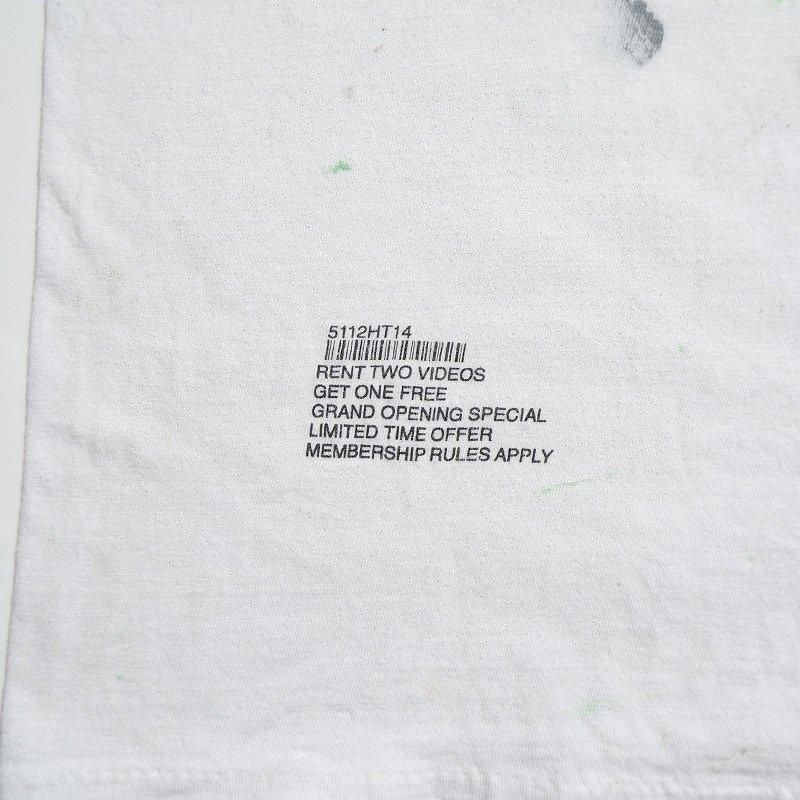 5112HT14
RENT TWO VIDEOS
GET ONE FREE
GRAND OPENING SPECIAL
LIMITED TIME OFFER
MEMBERSHIP RULES APPLY